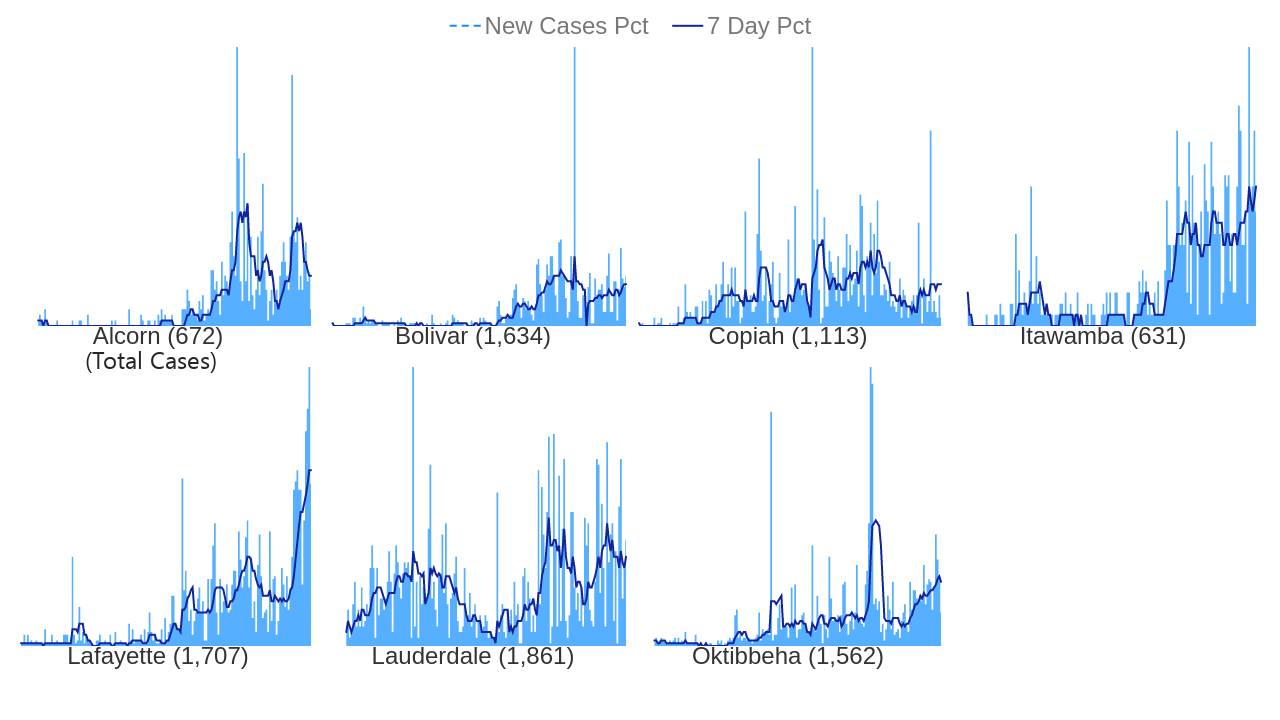 New Cases Pct 7 Day Pct
Alcorn (672) Bolivar (1,634) Copiah (1,113) Itawamba (631)
(Total Cases)
Lafayette (1,707) Lauderdale (1,861) Oktibbeha (1,562)